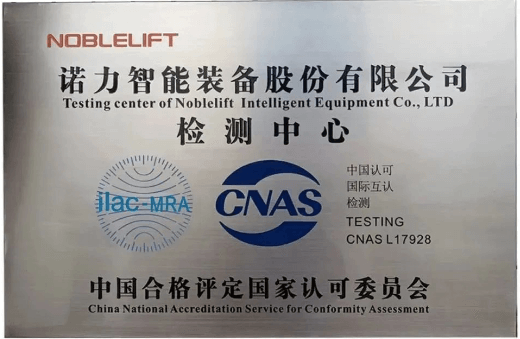 NOBLELIFT
诺力智能装备股份有限公司
Testing center of Noblelift Intelligent Equipment Co., LTD
检测中心
ilac-MRA
CNAS
中国认可
国际互认
检测
TESTING
CNAS L17928
中国合格评定国家认可委员会
China National Accreditation Service for Conformity Assessment